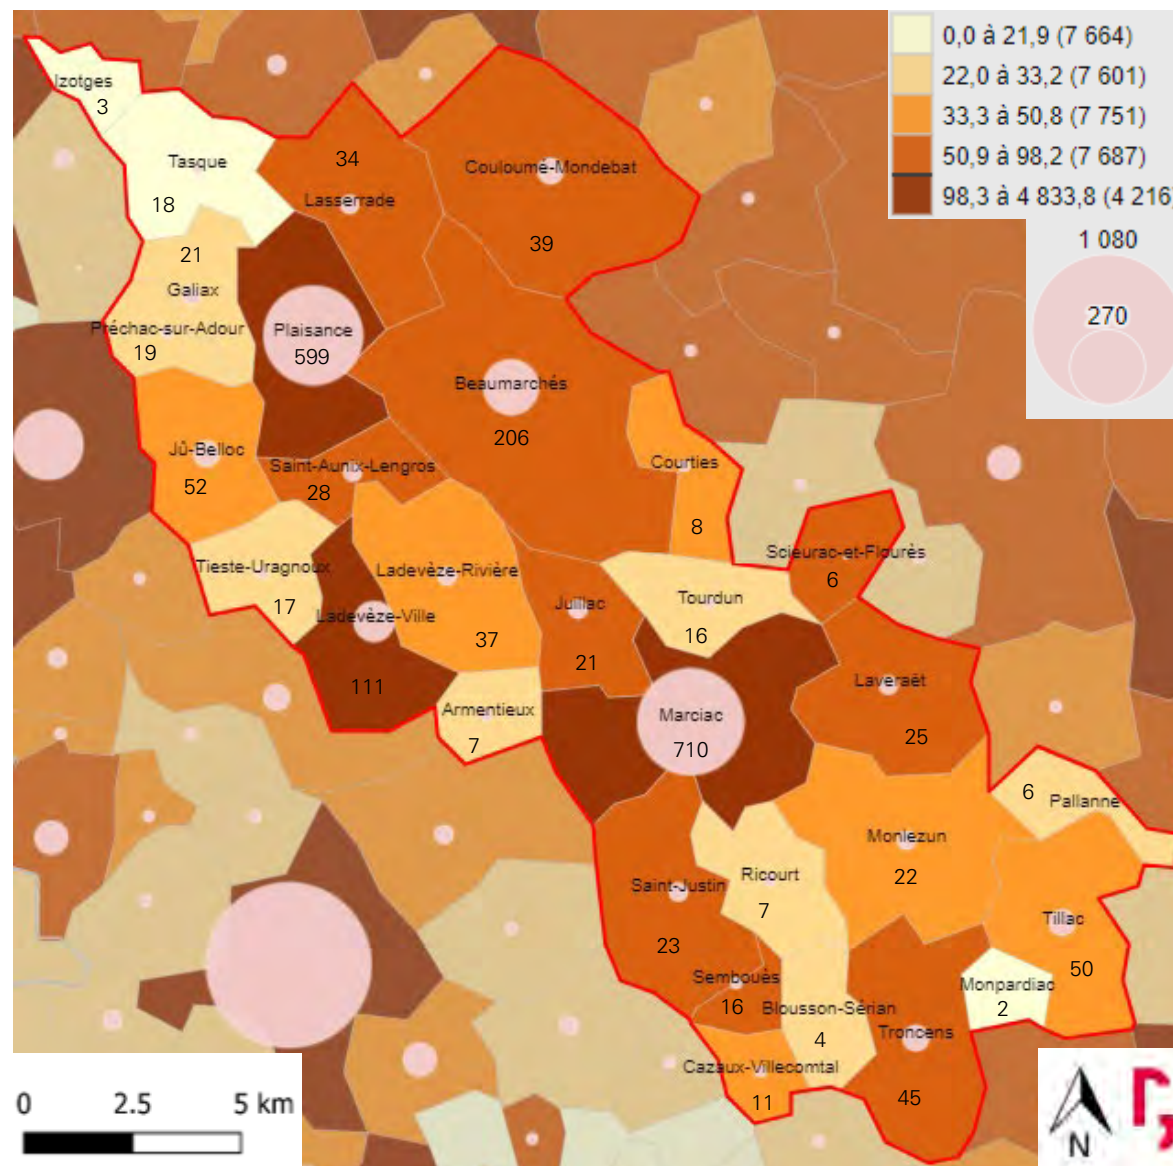 0,0 à 21,9 (7 664)
22,0 à 33,2 (7 601)
33,3 à 50,8 (7 751)
50,9 à 98,2 (7 687)
98,3 à 4 833,8 (4 216
1 080
270
Izotges
3
Tasque
18
34
Lasserrade
Couloumé-Mondebat
39
21
Galiax
Préchac-sur-Adour
19
Plaisance
599
Beaumarchés
206
Jû-Belloc
52
Saint-Aunix-Lengros
28
Courties
8
Tieste-Uragnoux
17
Ladevèze-Rivière
37
Ladevèze-Ville
111
Juillac
21
Tourdun
16
Scieurac-et-Flourès
6
Armentieux
7
Marciac
710
Laveraët
25
6
Pallanne
Monlezun
22
Saint-Justin
23
Ricourt
7
Tillac
50
Sembouès
16
Monpardiac
2
Blousson-Sérian
4
Troncens
45
Cazaux-Villecomtal
11
0 2.5 5 km
N